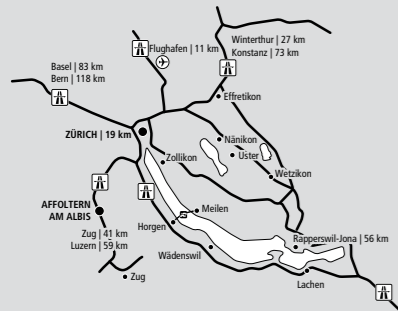 Winterthur | 27 km
Konstanz | 73 km
Flughafen | 11 km
Basel | 83 km
Bern | 118 km
Effretikon
ZÜRICH | 19 km
Nänikon
Uster
Zollikon
Wetzikon
AFFOLTERN
AM ALBIS
Meilen
Horgen
Zug | 41 km
Luzern | 59 km
Wädenswil
Rapperswil-Jona | 56 km
Zug
Lachen